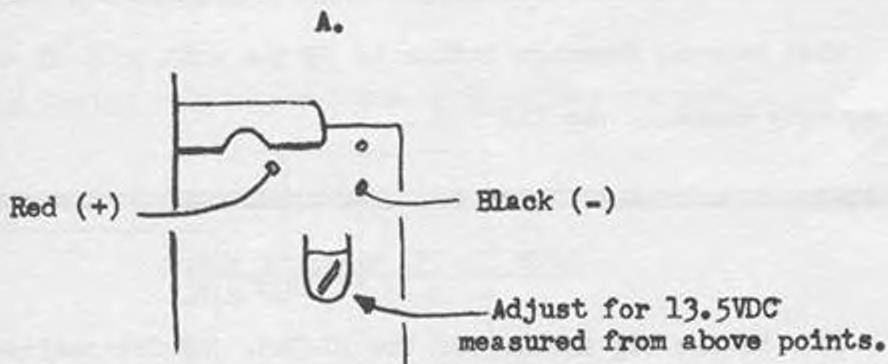 A.
Red (+)
Black (-)
Adjust for 13.5VDC
measured from above points.